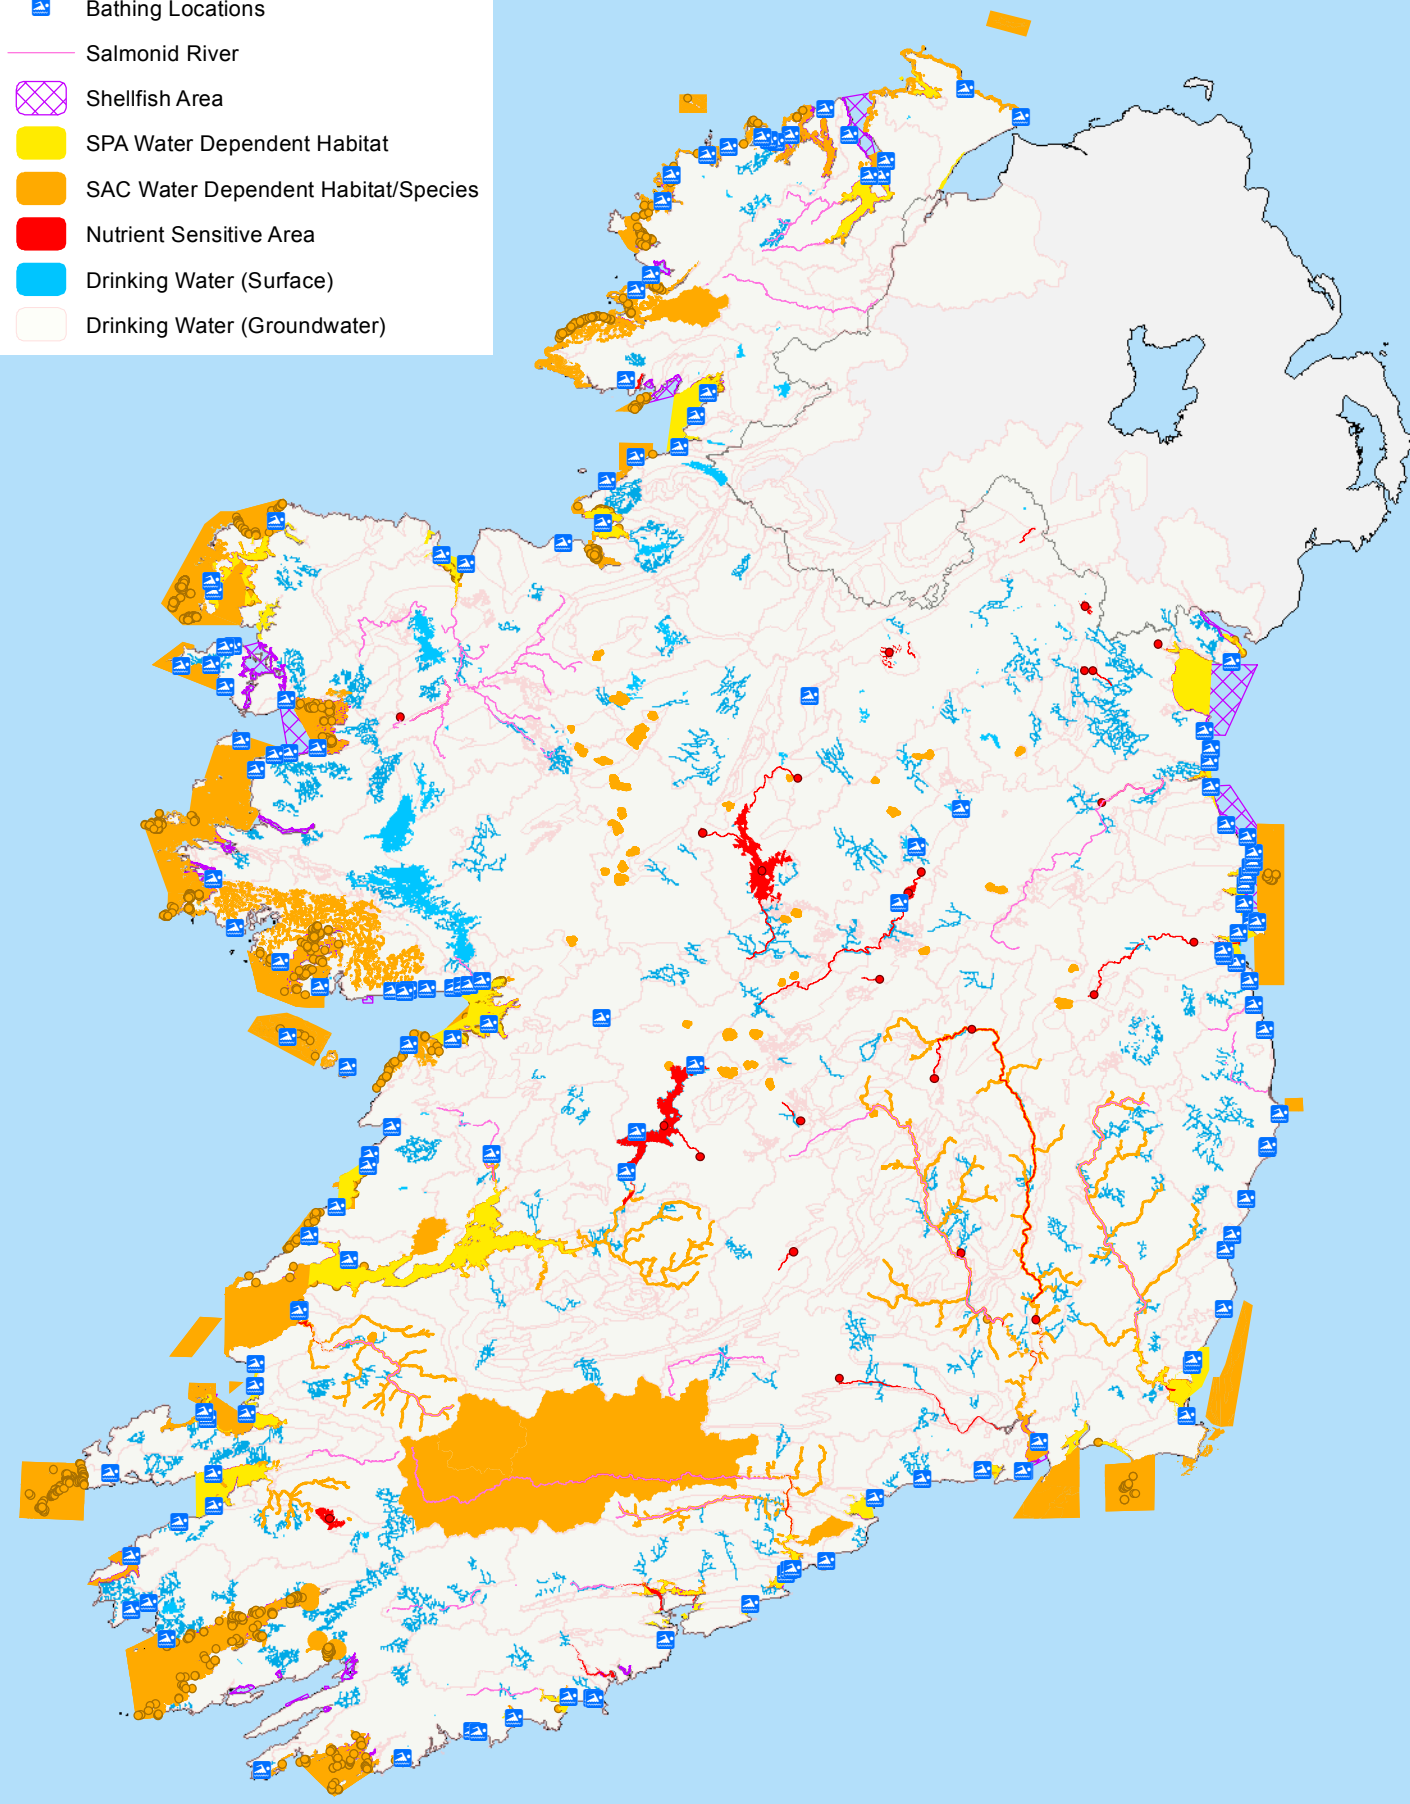 Bathing Locations
Salmonid River
Shellfish Area
SPA Water Dependent Habitat
SAC Water Dependent Habitat/Species
Nutrient Sensitive Area
Drinking Water (Surface)
Drinking Water (Groundwater)